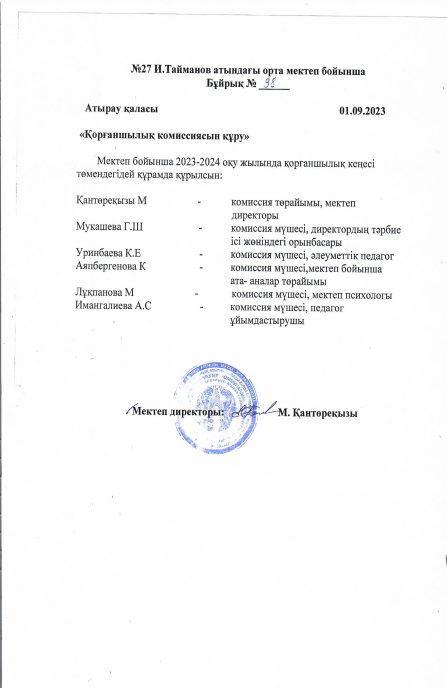 №27 И.Тайманов атындағы орта мектеп бойынша
Бұйрық № 98
Атырау қаласы 01.09.2023
«Қорғаншылық комиссиясын құру»
Мектеп бойынша 2023-2024 оқу жылында қорғаншылық кеңесі
төмендегідей құрамда құрылсын:
Қантөреқызы М - комиссия төрайымы, мектеп
директоры
Мукашева Г.Ш - комиссия мүшесі, директордың тәрбие
ісі жөніндегі орынбасары
Уринбаева К.Е - комиссия мүшесі, әлеуметтік педагог
Аяпбергенова К - комиссия мүшесі,мектеп бойынша
ата- аналар төрайымы
Лұқпанова М - комиссия мүшесі, мектеп психологы
Имангалиева А.С - комиссия мүшесі, педагог
ұйымдастырушы
Мектеп директоры: М. Қантөреқызы